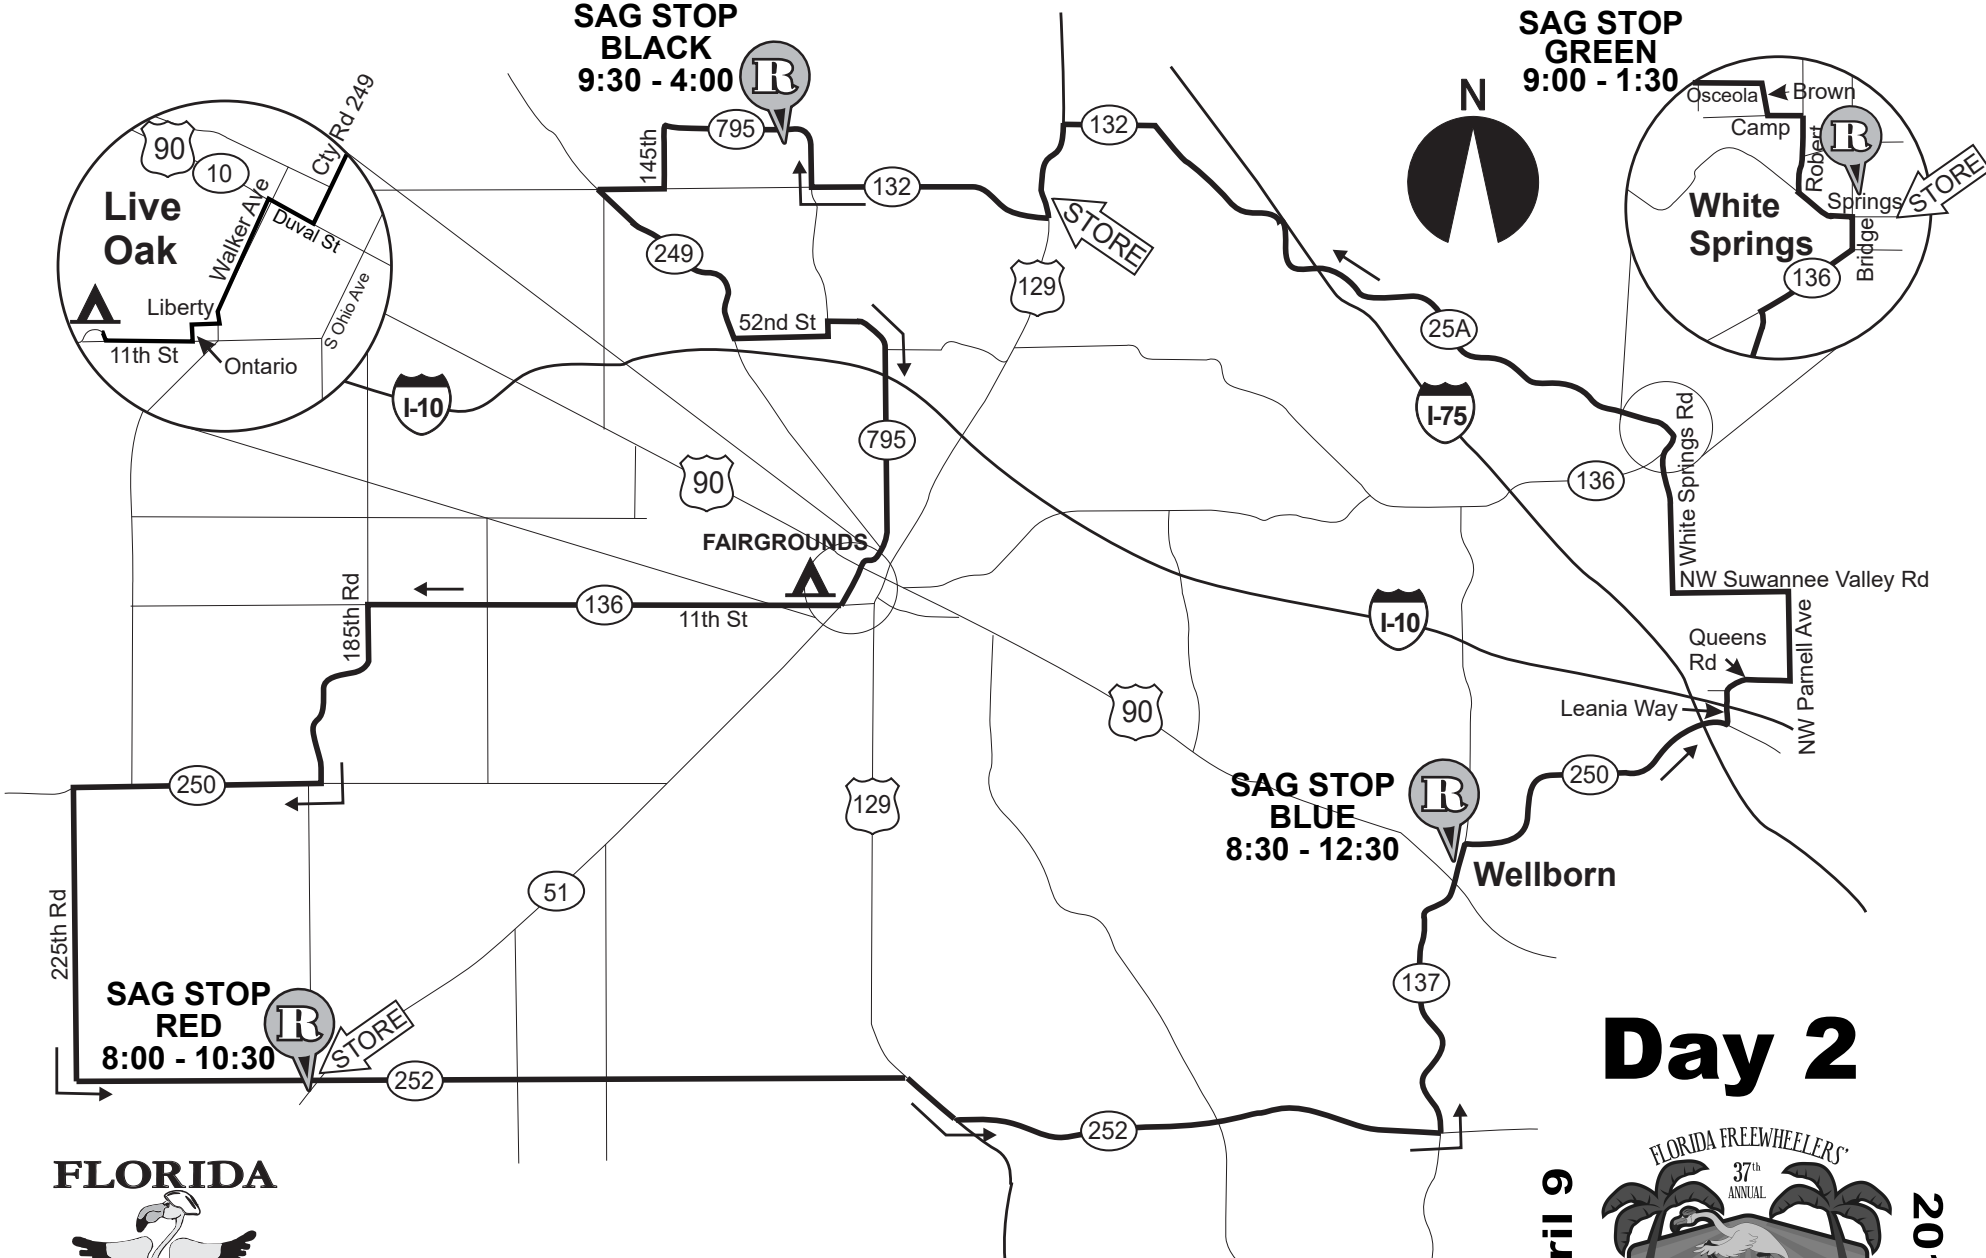 SAG STOP
BLACK
9:30 - 4:00
R
SAG STOP
GREEN
9:00 - 1:30
N
Osceola
Brown
Camp
Robert
R
STORE
Springs
White
Springs
Bridge
136
Cty Rd 249
90
10
Live
Oak
Walker Ave
Duval St
Liberty
S Ohio Ave
11th St
Ontario
145th
795
132
132
STORE
249
129
52nd St
25A
I-10
I-75
795
90
136
White Springs Rd
FAIRGROUNDS
NW Suwannee Valley Rd
185th Rd
136
11th St
I-10
Queens
Rd
NW Parnell Ave
Leania Way
90
250
129
SAG STOP
BLUE
8:30 - 12:30
R
250
Wellborn
51
225th Rd
137
SAG STOP
RED
8:00 - 10:30
R
STORE
252
252
Day 2
FLORIDA
FLORIDA FREEWHEELERS'
37th
ANNUAL
ril 9
20